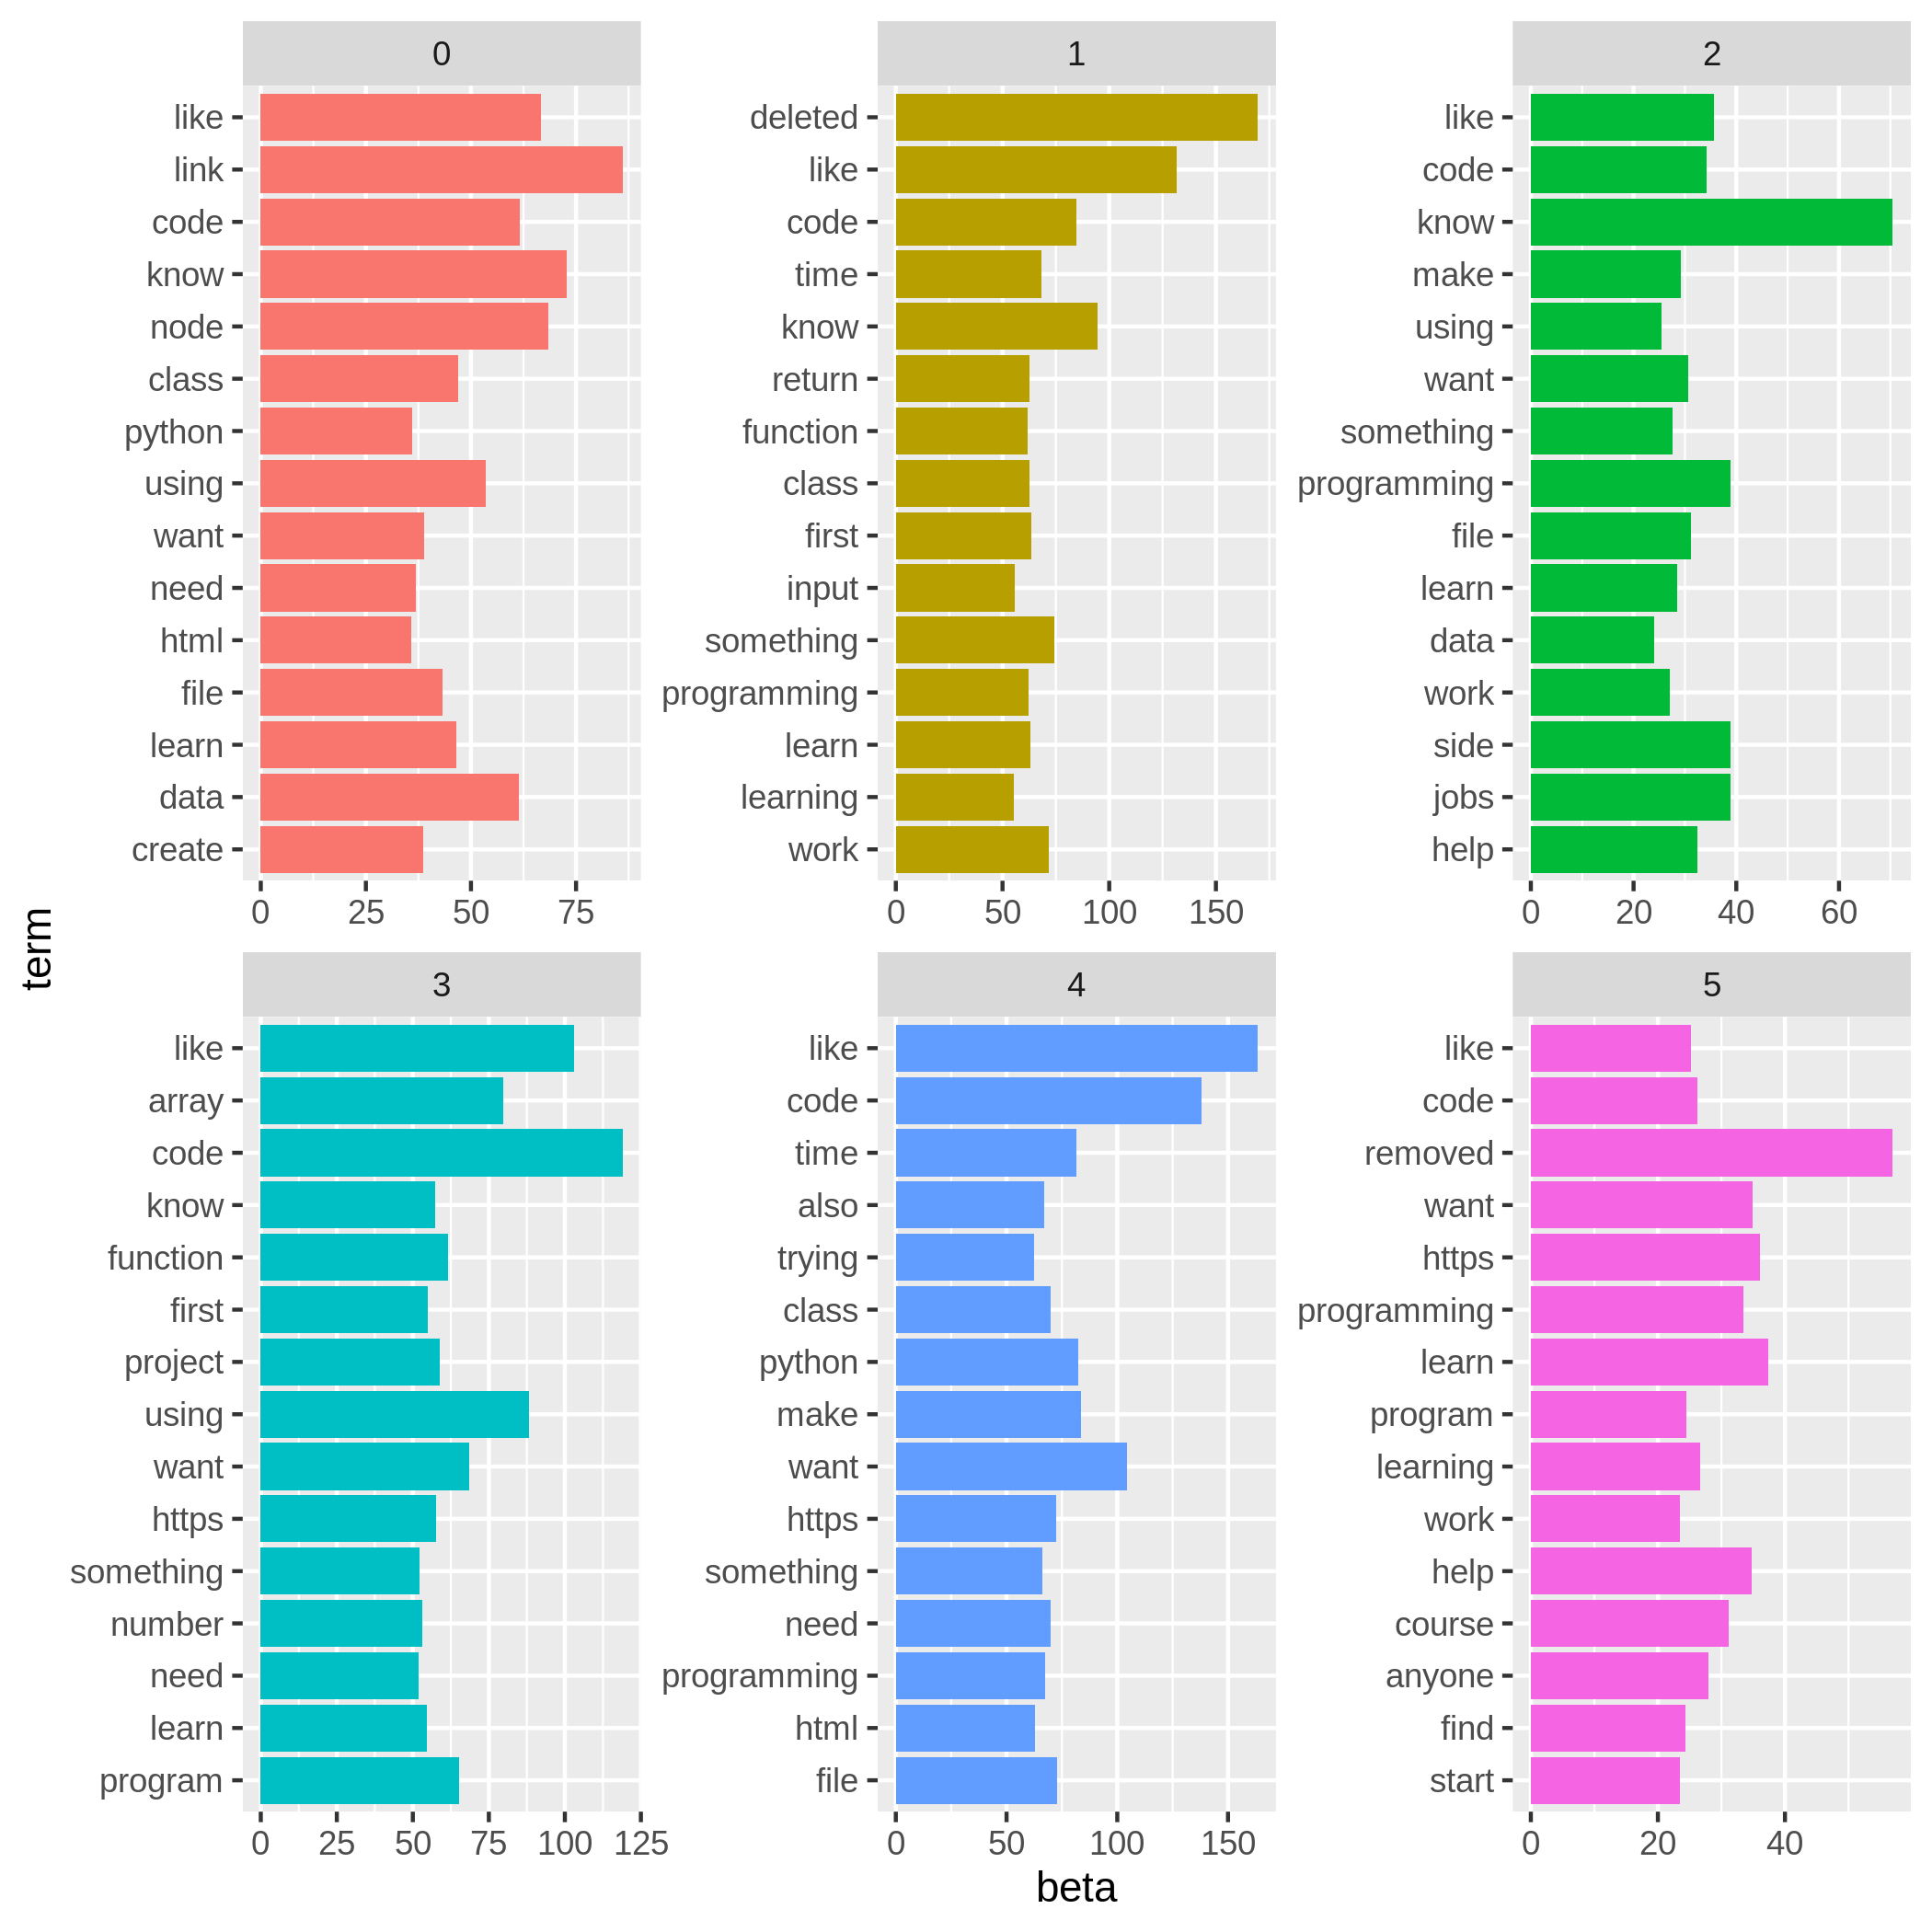 0
like
link
code
know
node
class
python
using
want
need
html
file
learn
data
create
0 25 50 75
1
deleted
like
code
time
know
return
function
class
first
input
something
programming
learn
learning
work
0 50 100 150
2
like
code
know
make
using
want
something
programming
file
learn
data
work
side
jobs
help
0 20 40 60
term
3
like
array
code
know
function
first
project
using
want
https
something
number
need
learn
program
0 25 50 75 100 125
4
like
code
time
also
trying
class
python
make
want
https
something
need
programming
html
file
0 50 100 150
5
like
code
removed
want
https
programming
learn
program
learning
work
help
course
anyone
find
start
0 20 40
beta